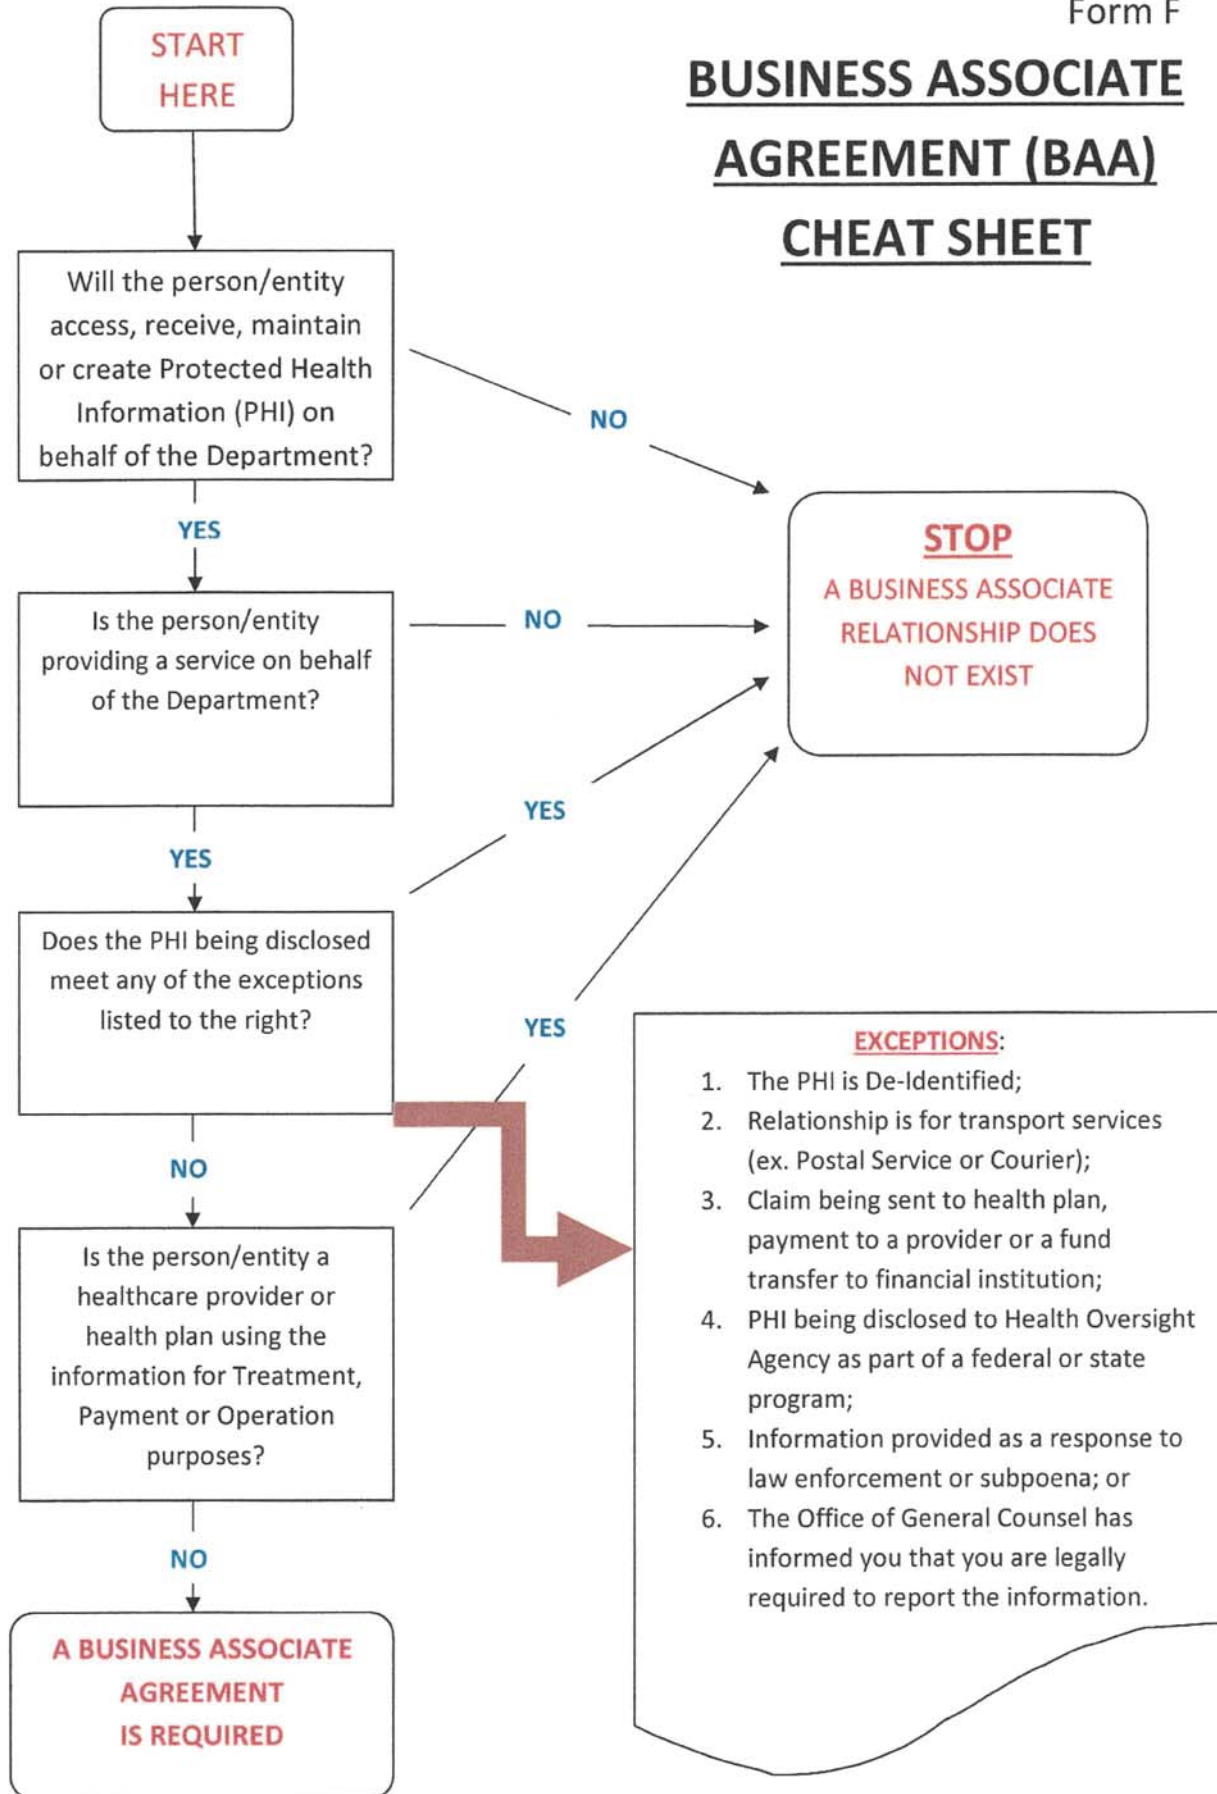 Form F
BUSINESS ASSOCIATE
AGREEMENT (BAA)
CHEAT SHEET
START
HERE
Will the person/entity
access, receive, maintain
or create Protected Health
Information (PHI) on
behalf of the Department?
NO
YES
STOP
A BUSINESS ASSOCIATE
RELATIONSHIP DOES
NOT EXIST
Is the person/entity
providing a service on behalf
of the Department?
NO
YES
YES
Does the PHI being disclosed
meet any of the exceptions
listed to the right?
YES
NO
EXCEPTIONS:
1. The PHI is De-Identified;
2. Relationship is for transport services
(ex. Postal Service or Courier);
3. Claim being sent to health plan,
payment to a provider or a fund
transfer to financial institution;
4. PHI being disclosed to Health Oversight
Agency as part of a federal or state
program;
5. Information provided as a response to
law enforcement or subpoena; or
6. The Office of General Counsel has
informed you that you are legally
required to report the information.
Is the person/entity a
healthcare provider or
health plan using the
information for Treatment,
Payment or Operation
purposes?
NO
A BUSINESS ASSOCIATE
AGREEMENT
IS REQUIRED